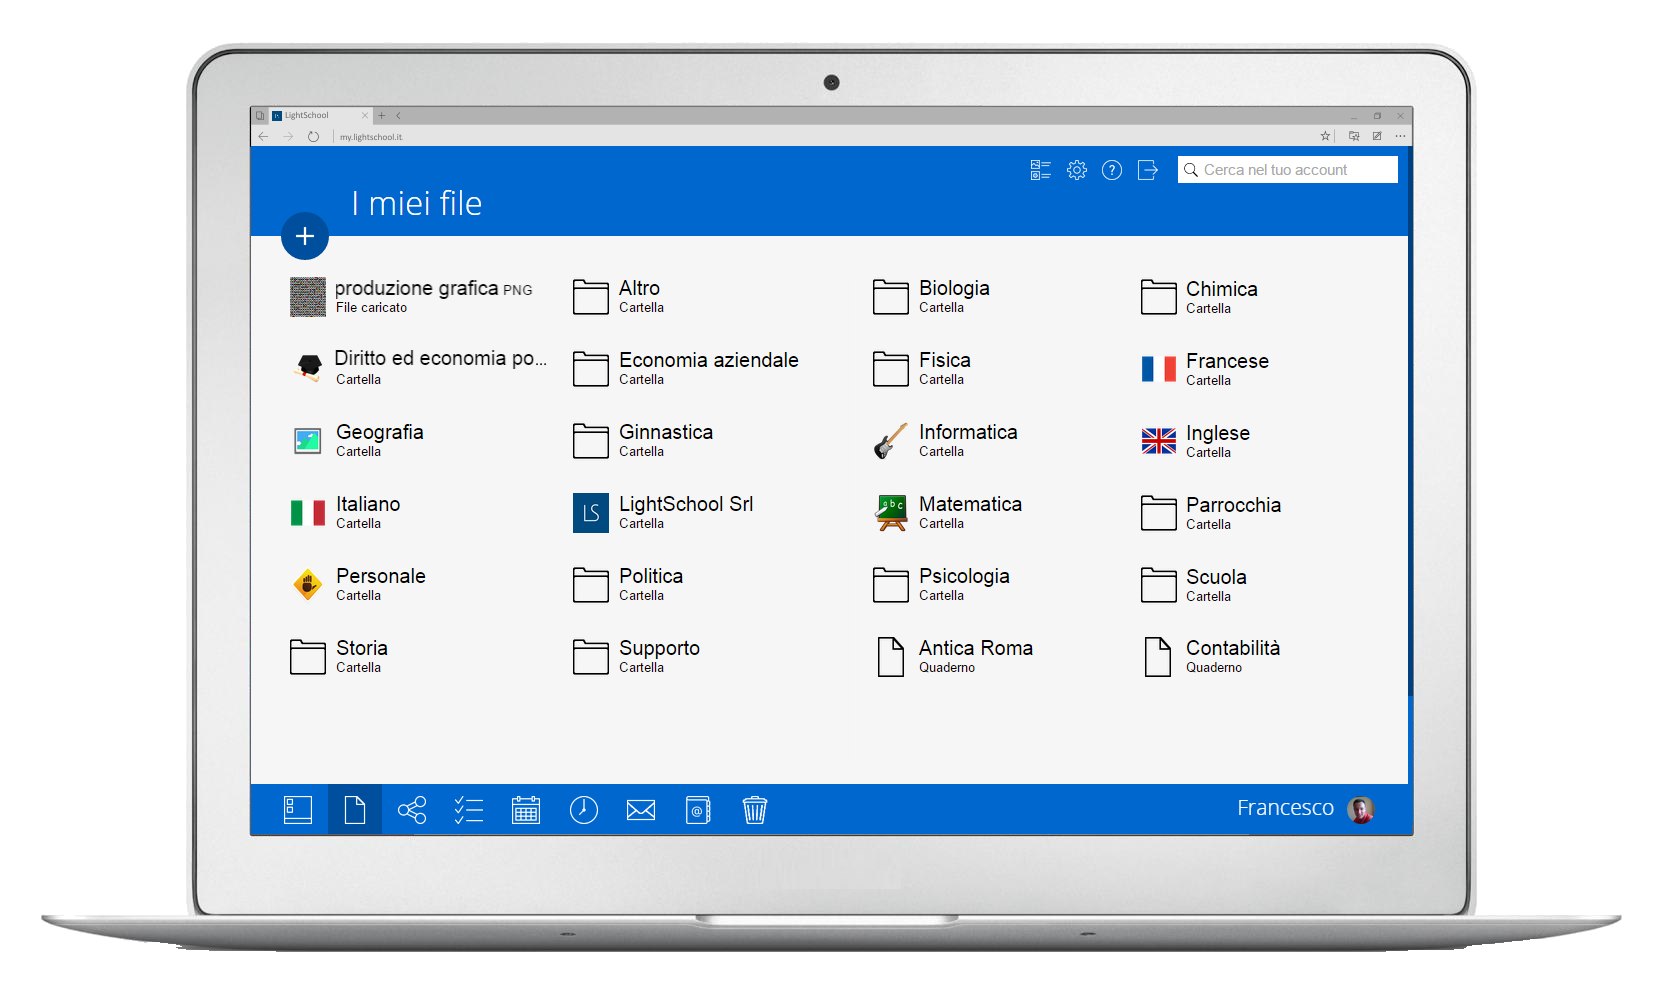 LightSchool
my.lightschool.it
Cerca nel tuo account
I miei file
produzione grafica PNG
File caricato
Altro
Cartella
Biologia
Cartella
Chimica
Cartella
Diritto ed economia po...
Cartella
Economia aziendale
Cartella
Fisica
Cartella
Francese
Cartella
Geografia
Cartella
Ginnastica
Cartella
Informatica
Cartella
Inglese
Cartella
Italiano
Cartella
LS
LightSchool Srl
Cartella
abc
Matematica
Cartella
Parrocchia
Cartella
Personale
Cartella
Politica
Cartella
Psicologia
Cartella
Scuola
Cartella
Storia
Cartella
Supporto
Cartella
Antica Roma
Quaderno
Contabilità
Quaderno
Francesco